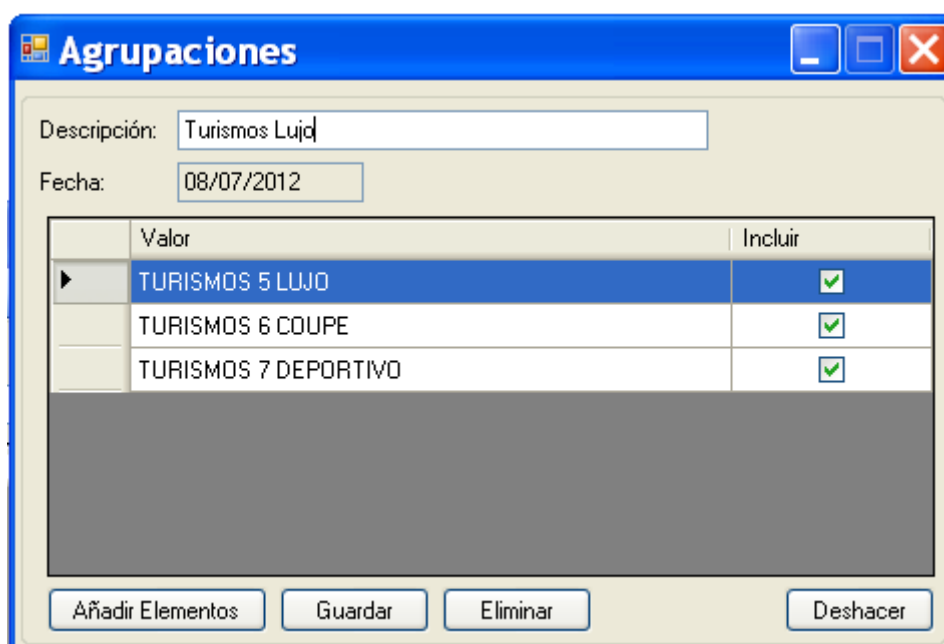 Agrupaciones
Descripción: Turismos Lujo
Fecha: 08/07/2012
Valor Incluir
TURISMOS 5 LUJO
TURISMOS 6 COUPE
TURISMOS 7 DEPORTIVO
Añadir Elementos Guardar Eliminar Deshacer